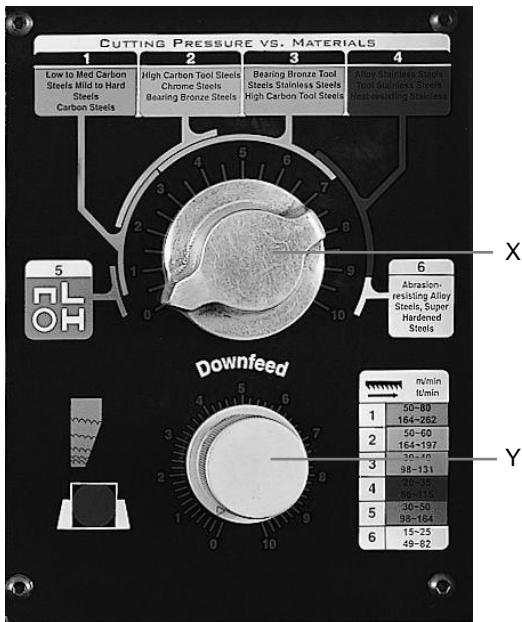 CUTTING PRESSURE VS. MATERIALS
1
2
3
4
Low to Med Carbon
Steels Mild to Hard
Steels
Carbon Steels
High Carbon Tool Steels
Chrome Steels
Bearing Bronze Steels
Bearing Bronze Tool
Steels Stainless Steels
High Carbon Tool Steels
Alloy Stainless Steels
Tool Stainless Steels
Heat-resisting Stainless
0
1
2
3
4
5
6
7
8
9
10
X
5
6
Abrasion-
resisting Alloy
Steels, Super
Hardened
Steels
Downfeed
0
1
2
3
4
5
6
7
8
9
10
Y
m/min
ft/min
1
50~80
164~262
2
50~60
164~197
3
30~40
98~131
4
20~35
66~115
5
30~50
98~164
6
15~25
49~82